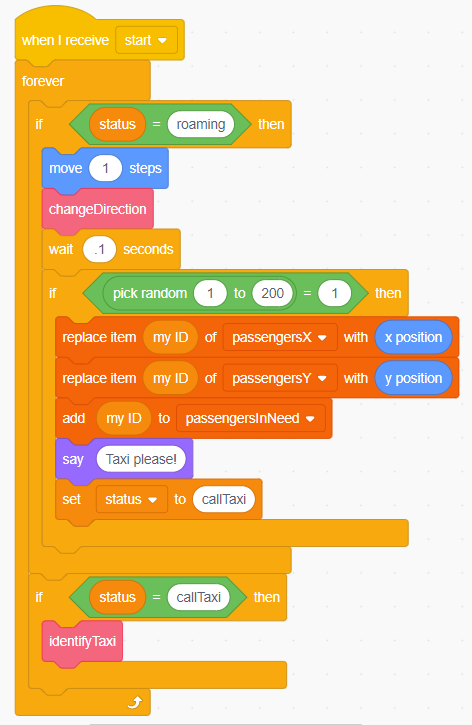 when I receive start
forever
if status = roaming then
move 1 steps
changeDirection
wait .1 seconds
if pick random 1 to 200 = 1 then
replace item my ID of passengersX with x position
replace item my ID of passengersY with y position
add my ID to passengersInNeed
say Taxi please!
set status to callTaxi
if status = callTaxi then
identifyTaxi